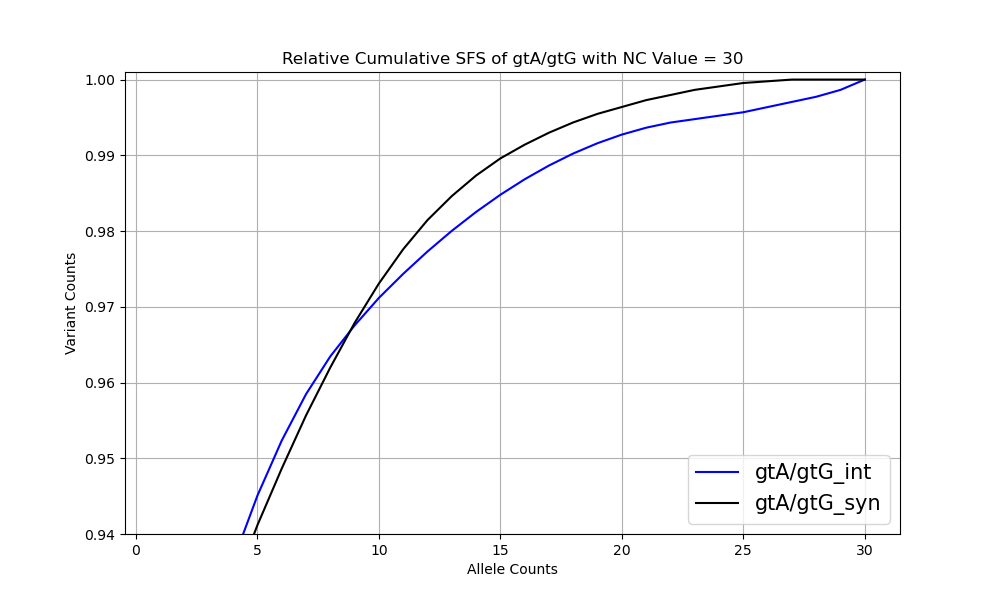 Relative Cumulative SFS of gtA/gtG with NC Value = 30
Variant Counts
1.00
0.99
0.98
0.97
0.96
0.95
0.94
0 5 10 15 20 25 30
Allele Counts
gtA/gtG_int
gtA/gtG_syn